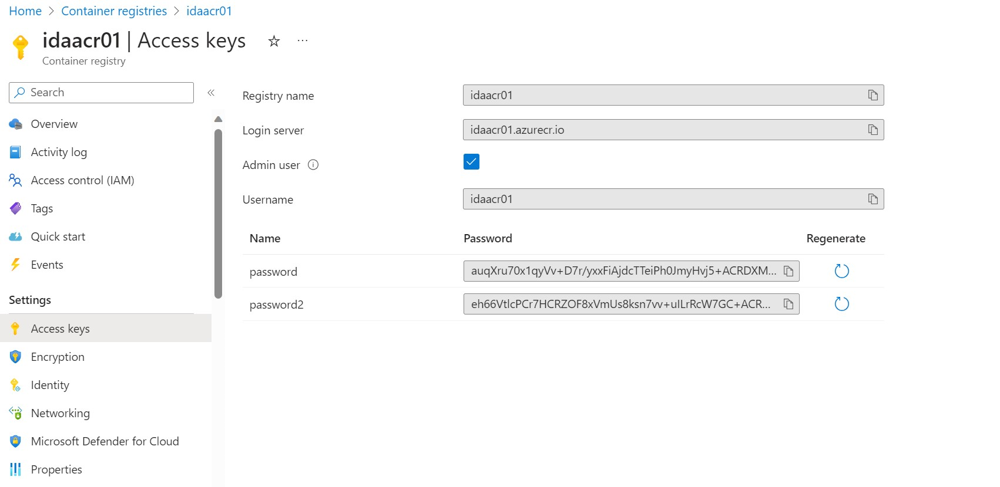 Home > Container registries > idaacr01
idaacr01 | Access keys ☆ ...
Container registry
Search «
Overview
Activity log
Access control (IAM)
Tags
Quick start
Events
Settings
Access keys
Encryption
Identity
Networking
Microsoft Defender for Cloud
Properties
Registry name idaacr01
Login server idaacr01.azurecr.io
Admin user
Username idaacr01
Name Password Regenerate
password auqXru70x1qyVv+D7r/yxxFiAjdcTTeiPh0JmyHvj5+ACRDXM...
password2 eh66VtlcPCr7HCRZOF8xVmUs8ksn7vv+uILrRcW7GC+ACR...